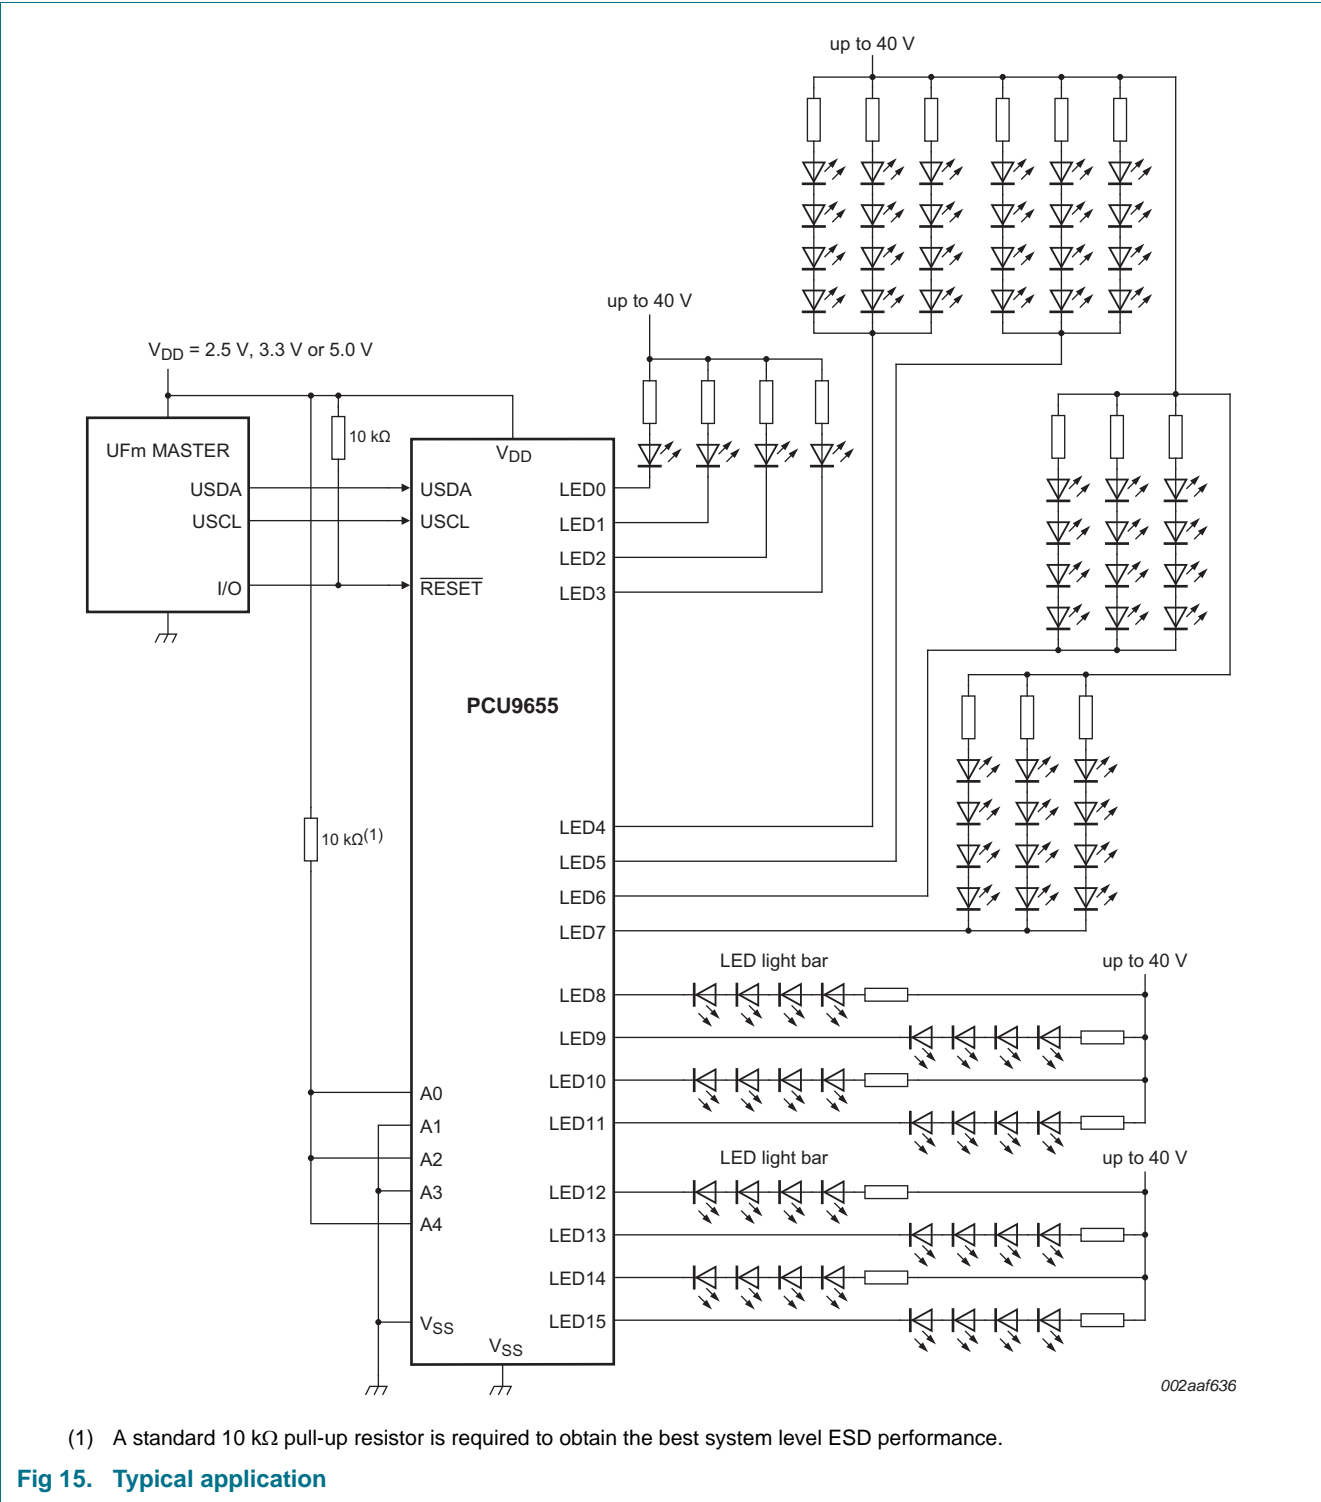 up to 40 V
up to 40 V
VDD = 2.5 V, 3.3 V or 5.0 V
UFm MASTER
10 kΩ
VDD
USDA
USDA
LED0
USCL
USCL
LED1
LED2
I/O
RESET
LED3
PCU9655
LED4
10 kΩ(1)
LED5
LED6
LED7
LED light bar
up to 40 V
LED8
LED9
LED10
A0
LED11
A1
A2
LED light bar
up to 40 V
A3
LED12
A4
LED13
LED14
VSS
LED15
VSS
002aaf636
(1) A standard 10 kΩ pull-up resistor is required to obtain the best system level ESD performance.
Fig 15. Typical application